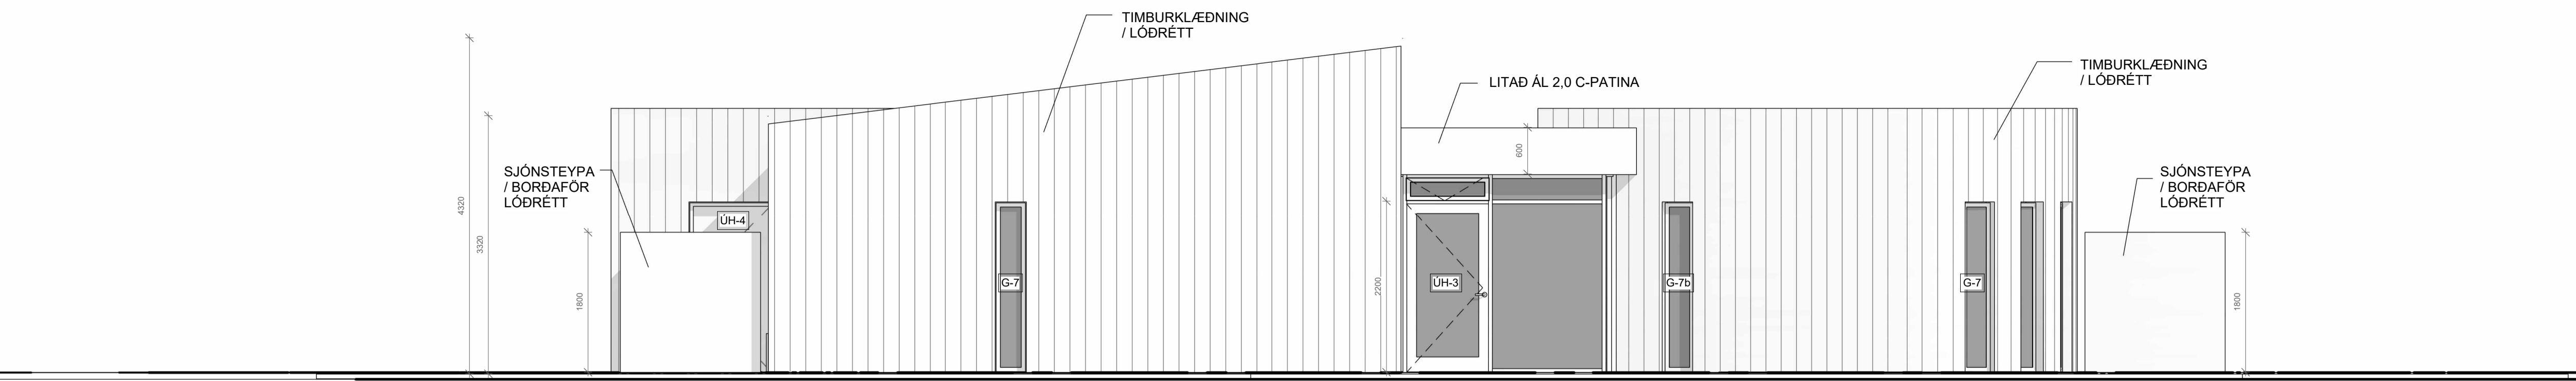 TIMBURKLÆÐNING
/ LÓÐRÉTT
LITAÐ ÁL 2,0 C-PATINA
TIMBURKLÆÐNING
/ LÓÐRÉTT
SJÓNSTEYPA
/ BORÐAFÖR
LÓÐRÉTT
SJÓNSTEYPA
/ BORÐAFÖR
LÓÐRÉTT
4320
3320
1800
600
2200
1800
ÚH-4
G-7
ÚH-3
G-7b
G-7